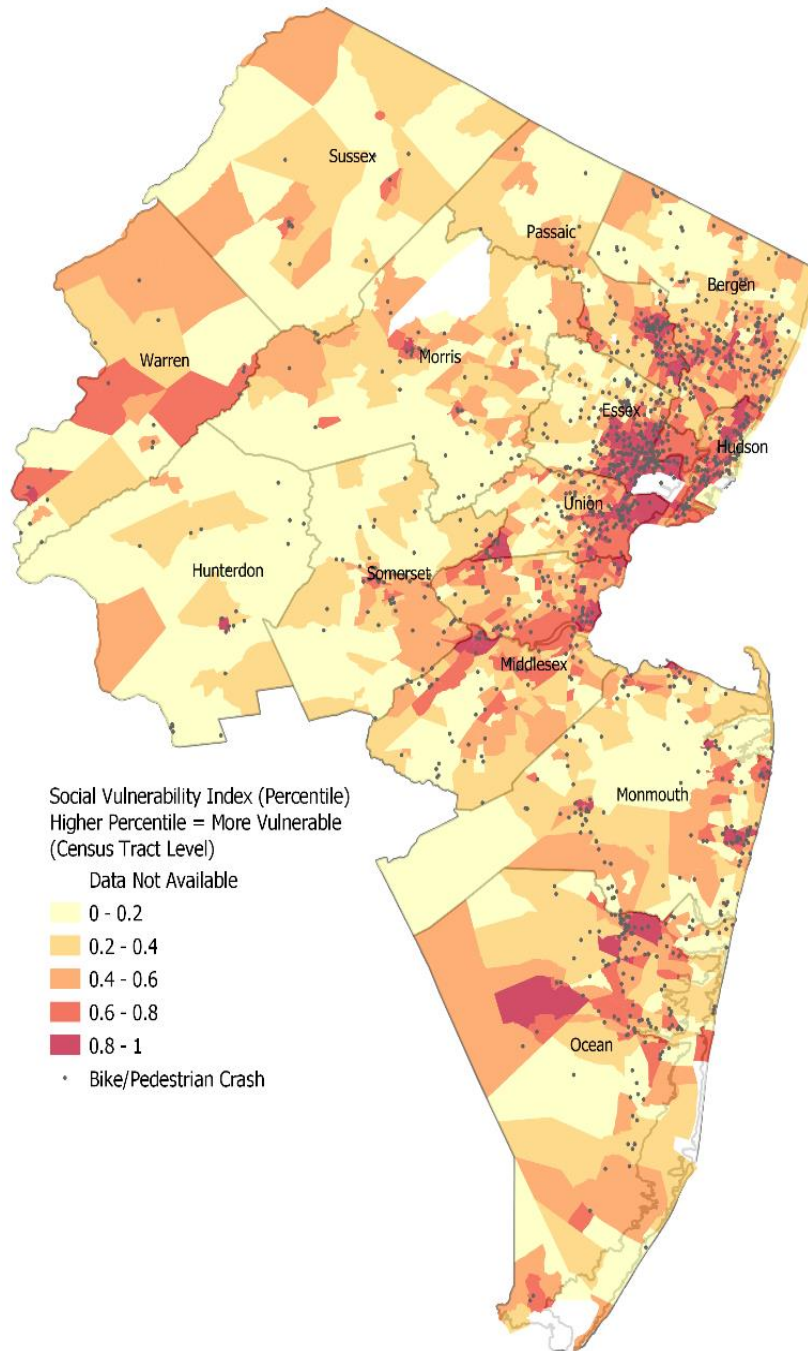 Sussex
Passaic
Bergen
Warren
Morris
Essex
Hudson
Union
Hunterdon
Somerset
Middlesex
Monmouth
Social Vulnerability Index (Percentile)
Higher Percentile = More Vulnerable
(Census Tract Level)
Data Not Available
0 - 0.2
0.2 - 0.4
0.4 - 0.6
0.6 - 0.8
0.8 - 1
Bike/Pedestrian Crash
Ocean